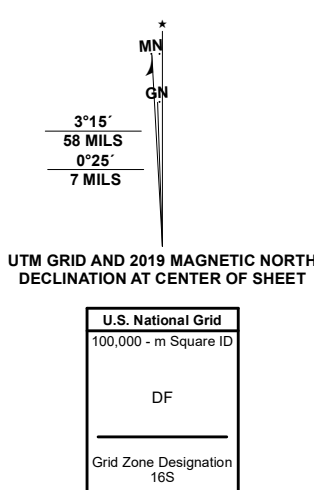 ★
MN
GN
3°15´
58 MILS
0°25´
7 MILS
UTM GRID AND 2019 MAGNETIC NORTH
DECLINATION AT CENTER OF SHEET
U.S. National Grid
100,000 - m Square ID
DF
Grid Zone Designation
16S